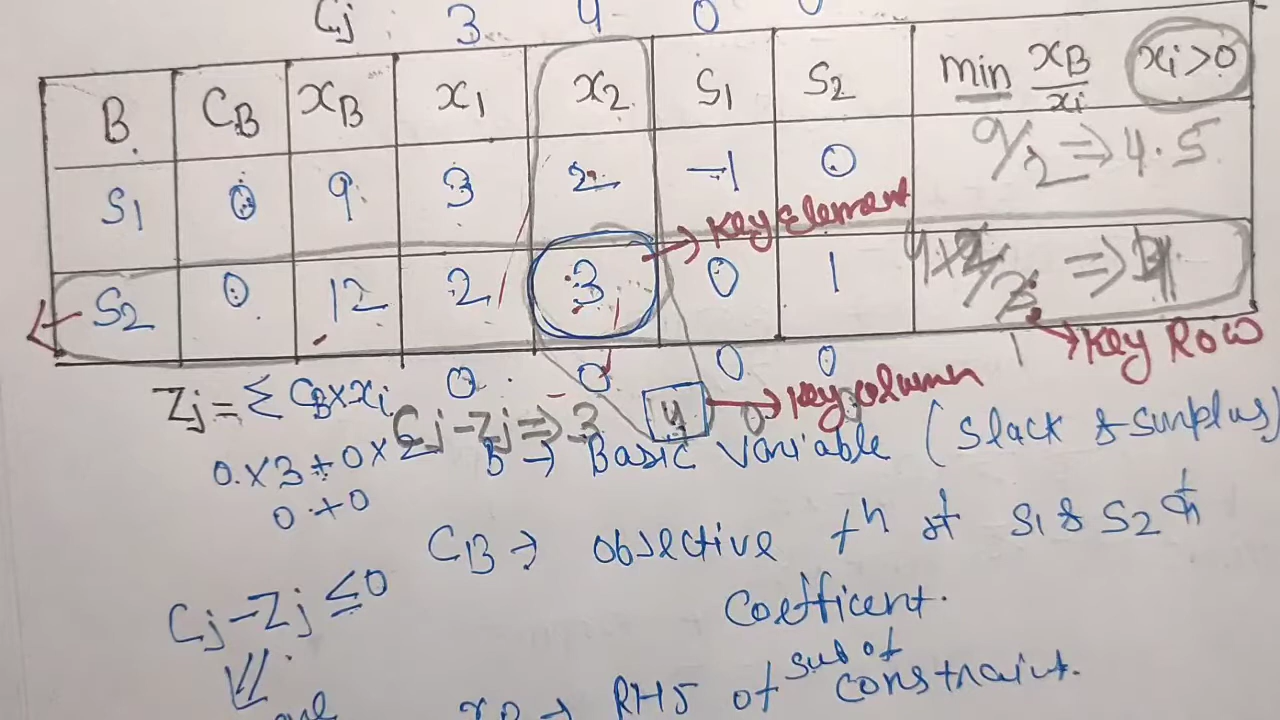 Cj 3 4 0 0
B CB xB x1 x2 S1 S2 min xB/xi xi>0
S1 0 9 3 2 -1 0 9/2 ⇒ 4.5
Key Element
S2 0 12 2 3 0 1
Key Row
Zj = Σ CB×xi 0 0 0 0
Key column
Cj-Zj ⇒ 3 4 0
0×3+0×2 B → Basic variable (Slack & Surplus)
0+0
CB → objective fn of S1 & S2
Cj-Zj ≤0 Coefficent.
xB → RHS of sub of constraint.